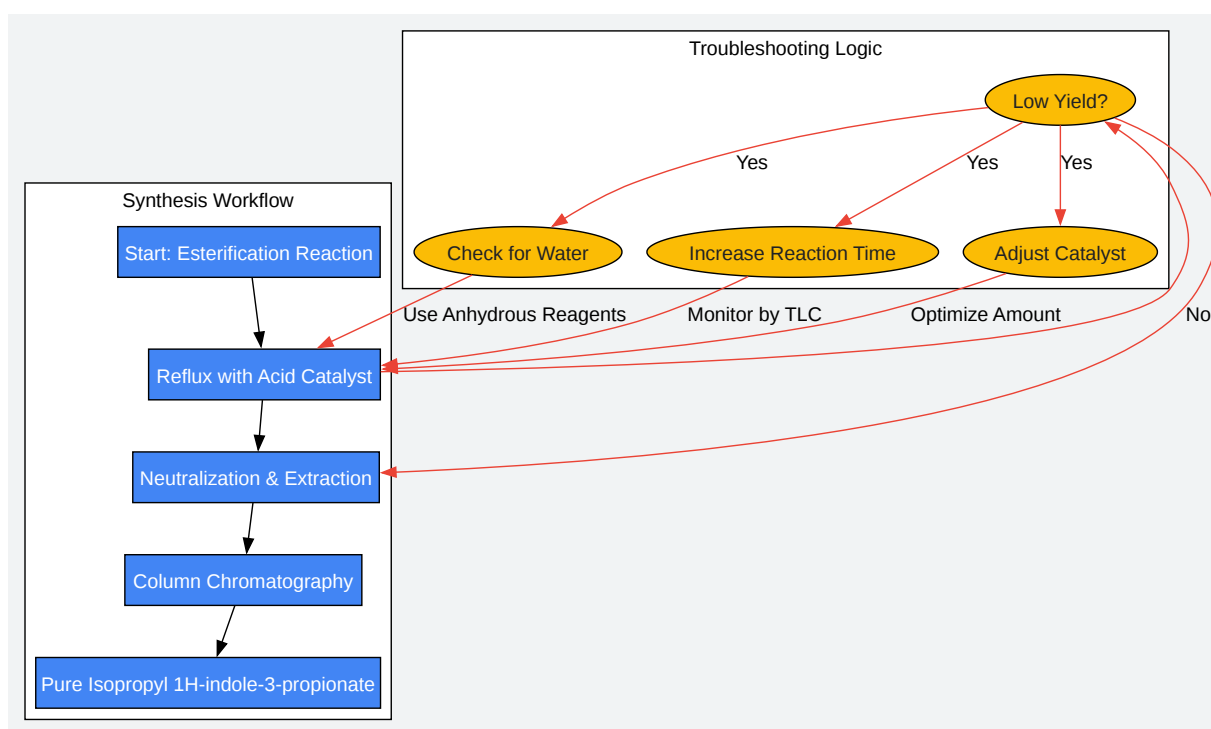 Troubleshooting Logic
Low Yield?
Yes
Yes
Yes
Synthesis Workflow
Start: Esterification Reaction
Check for Water
Increase Reaction Time
Adjust Catalyst
Use Anhydrous Reagents
Monitor by TLC
Optimize Amount
No
Reflux with Acid Catalyst
Neutralization & Extraction
Column Chromatography
Pure Isopropyl 1H-indole-3-propionate